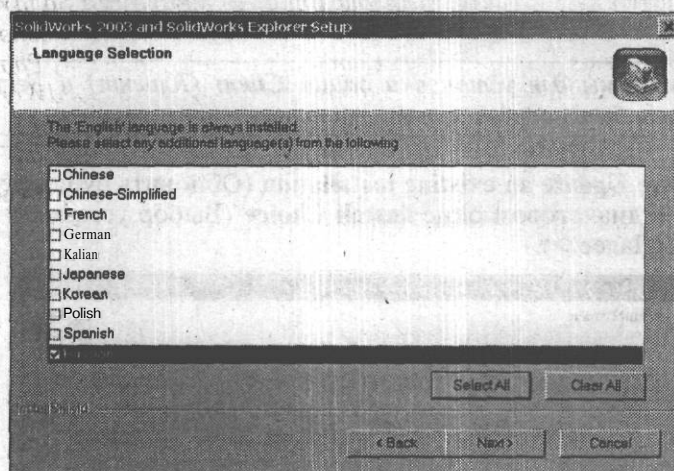 SolidWorks 2003 and SolidWorks Explorer Setup
Language Selection
The 'English' language is always installed.
Please select any additional language(s) from the following
Chinese
Chinese-Simplified
French
German
Kalian
Japanese
Korean
Polish
Spanish
Select All
Clear All
< Back
Next >
Cancel